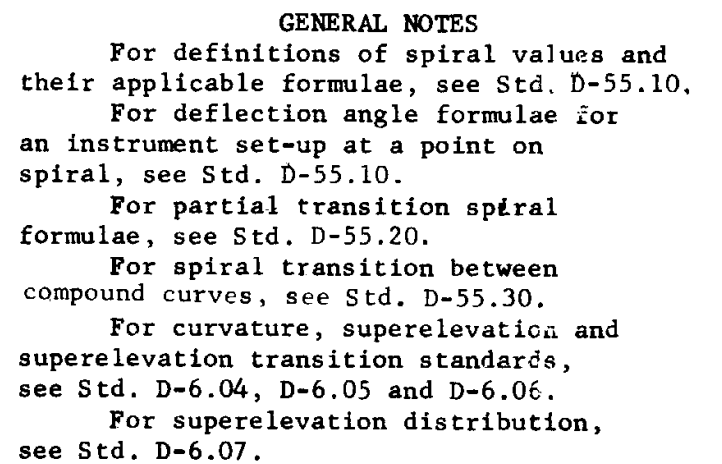 GENERAL NOTES
For definitions of spiral values and
their applicable formulae, see Std. D-55.10.
For deflection angle formulae for
an instrument set-up at a point on
spiral, see Std. D-55.10.
For partial transition spiral
formulae, see Std. D-55.20.
For spiral transition between
compound curves, see Std. D-55.30.
For curvature, superelevation and
superelevation transition standards,
see Std. D-6.04, D-6.05 and D-6.06.
For superelevation distribution,
see Std. D-6.07.